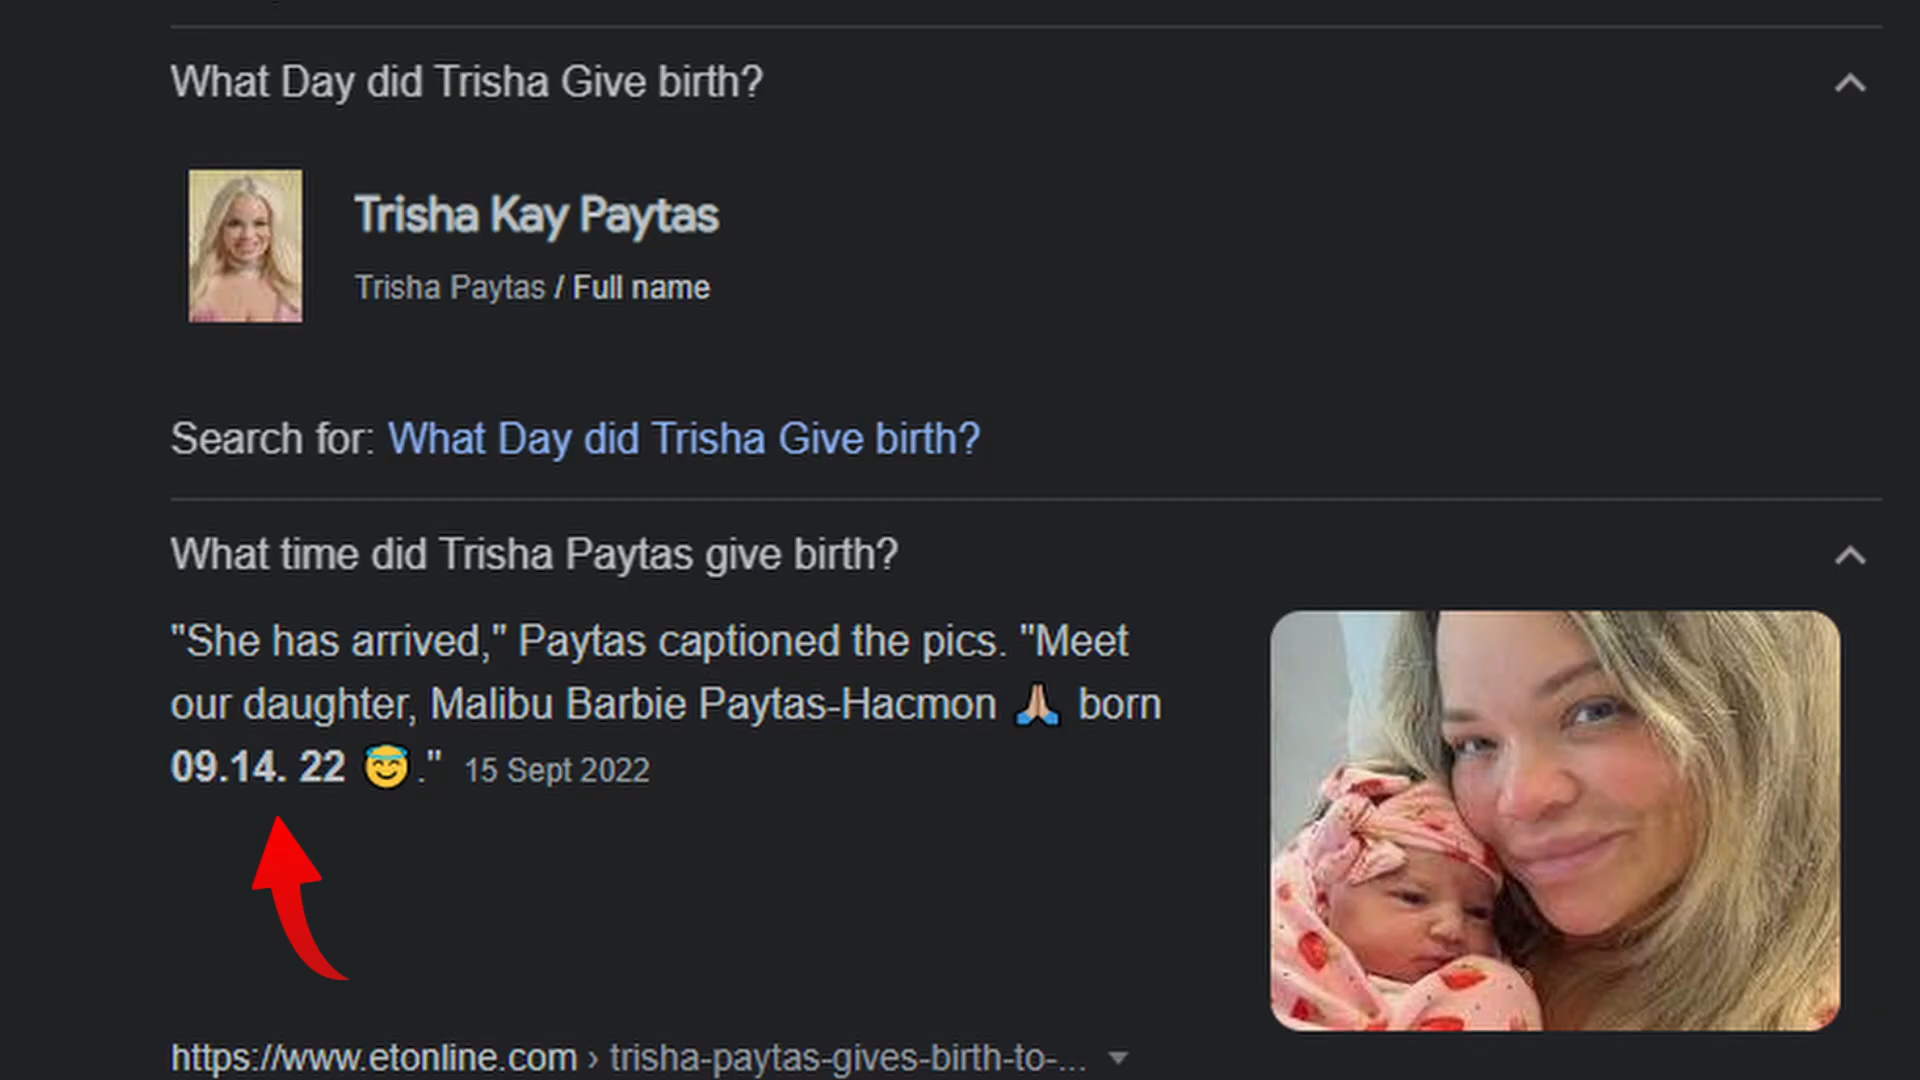 What Day did Trisha Give birth?
Trisha Kay Paytas
Trisha Paytas / Full name
Search for: What Day did Trisha Give birth?
What time did Trisha Paytas give birth?
"She has arrived," Paytas captioned the pics. "Meet
our daughter, Malibu Barbie Paytas-Hacmon 🙏🏼 born
09.14. 22 😇." 15 Sept 2022
https://www.etonline.com › trisha-paytas-gives-birth-to-...